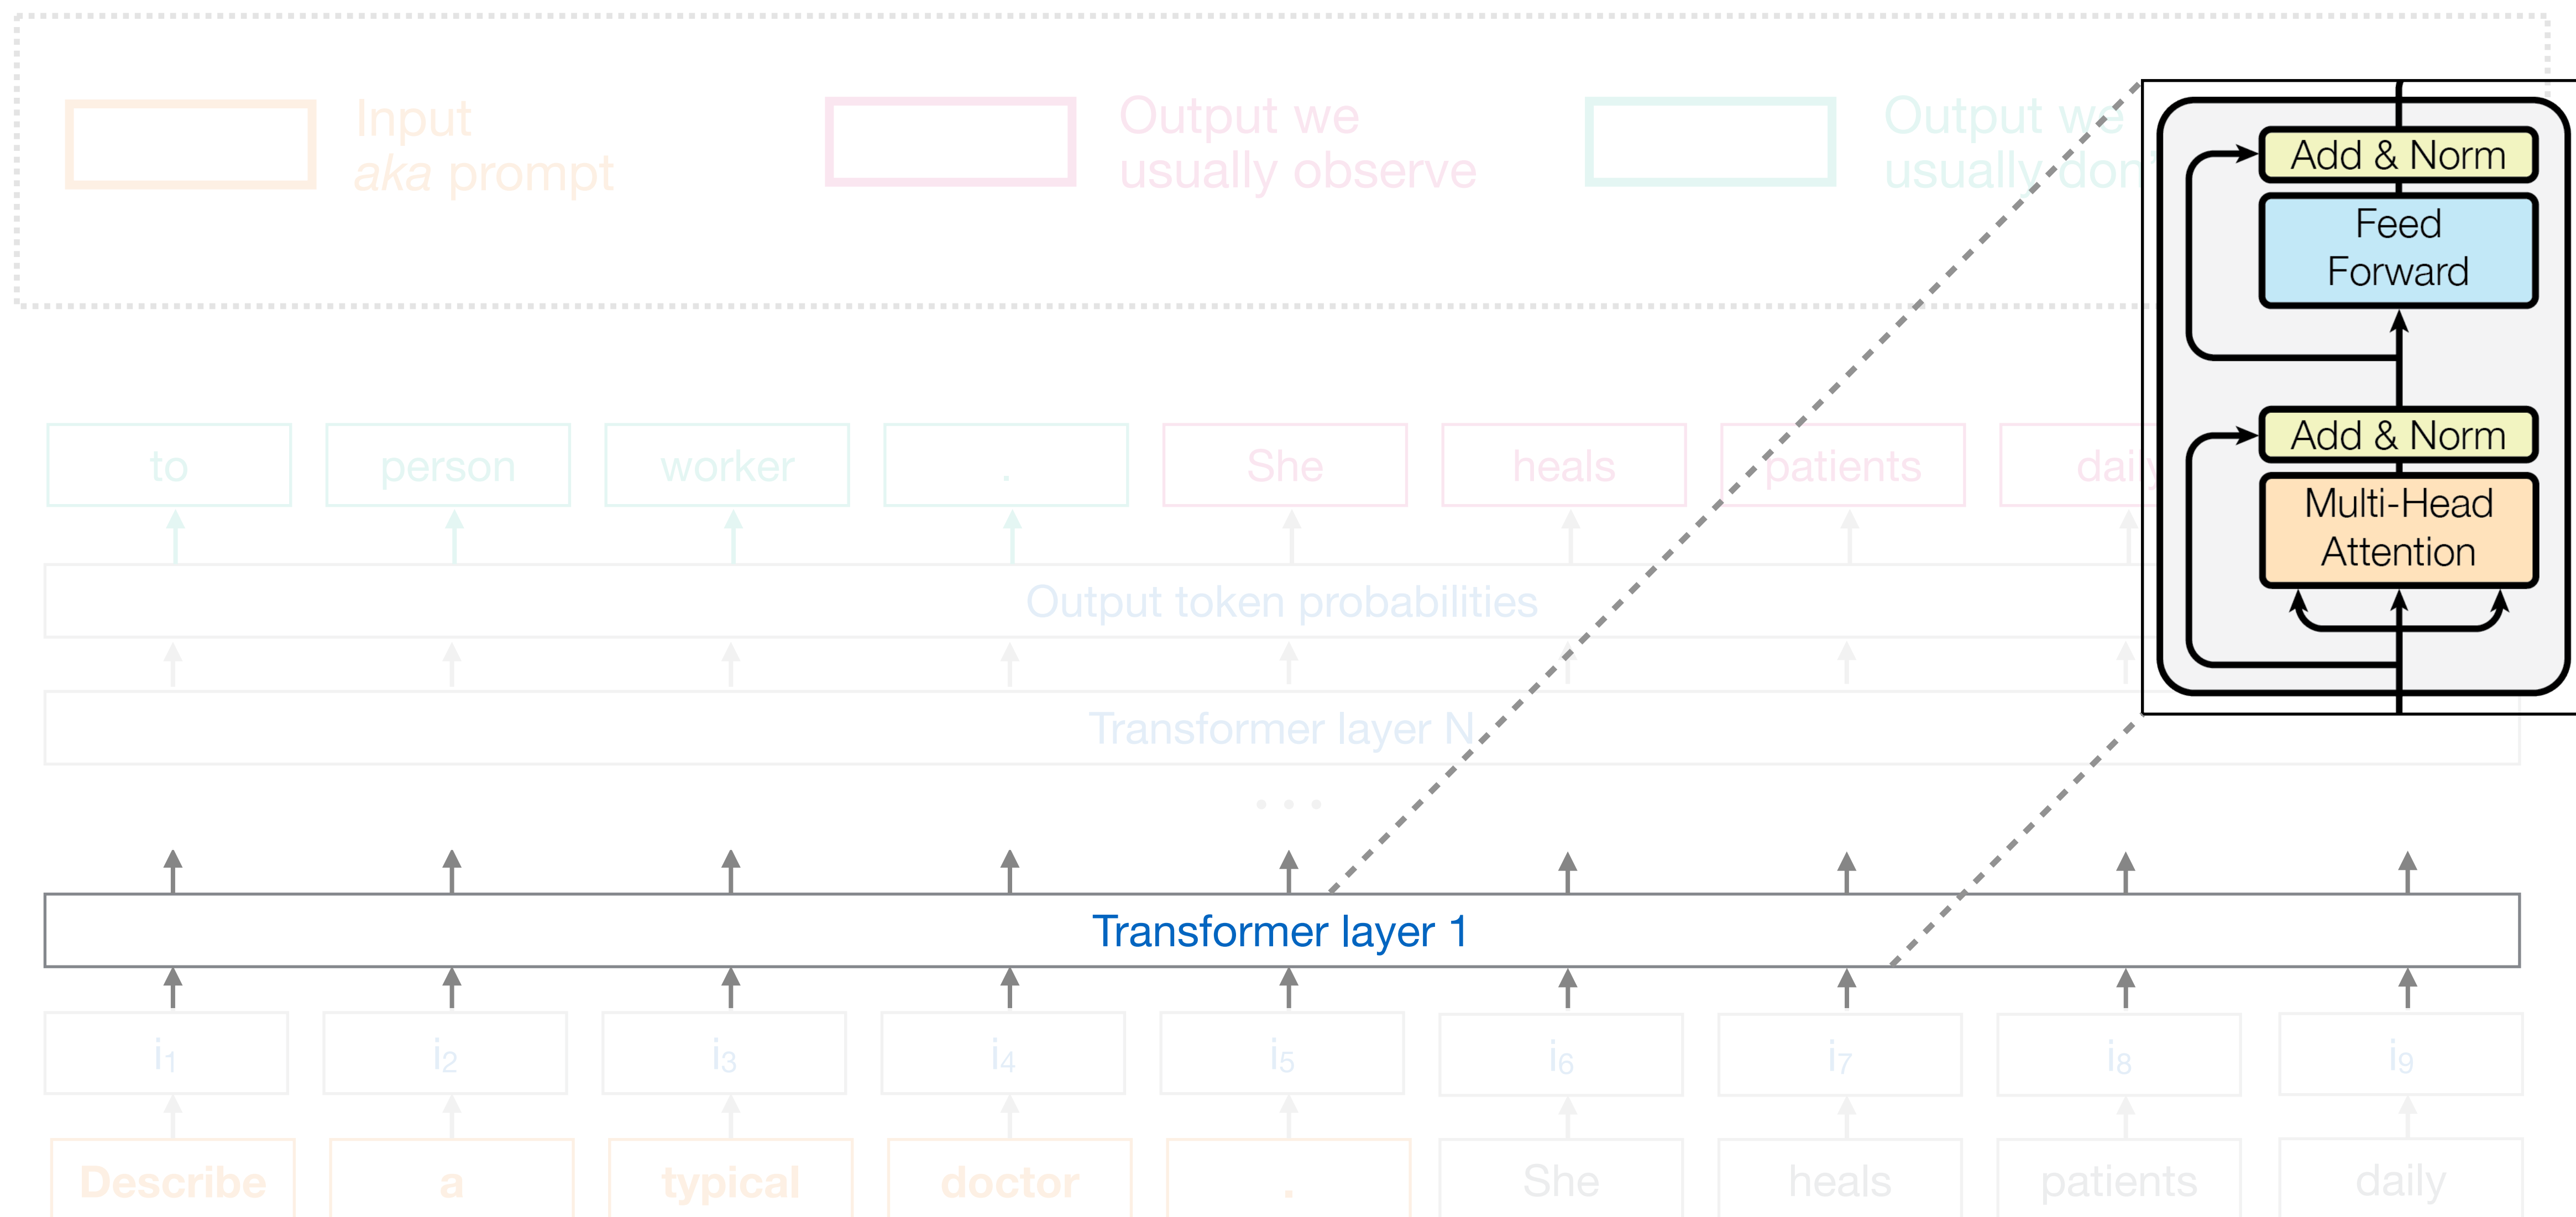 Input
aka prompt
Output we
usually observe
Output we
usually don'
Add & Norm
Feed
Forward
Add & Norm
Multi-Head
Attention
to person worker . She heals patients daily
Output token probabilities
Transformer layer N
...
Transformer layer 1
i1 i2 i3 i4 i5 i6 i7 i8 i9
Describe a typical doctor . She heals patients daily